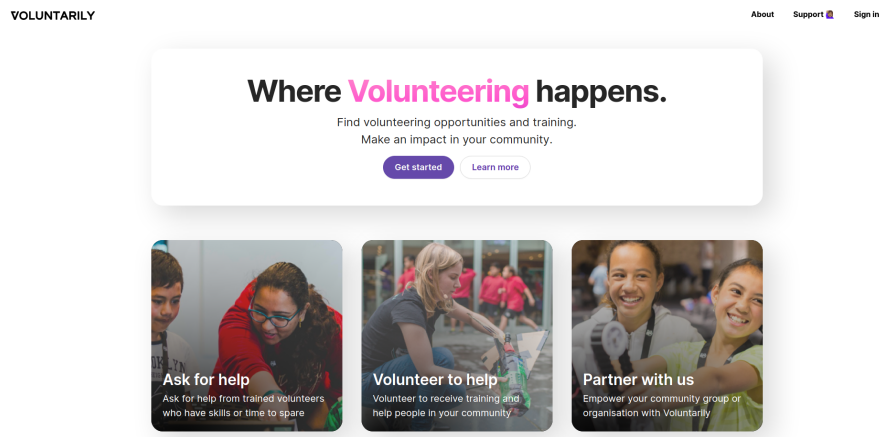 VOLUNTARILY
About Support Sign in
Where Volunteering happens.
Find volunteering opportunities and training.
Make an impact in your community.
Get started Learn more
Ask for help
Ask for help from trained volunteers
who have skills or time to spare
Volunteer to help
Volunteer to receive training and
help people in your community
Partner with us
Empower your community group or
organisation with Voluntarily